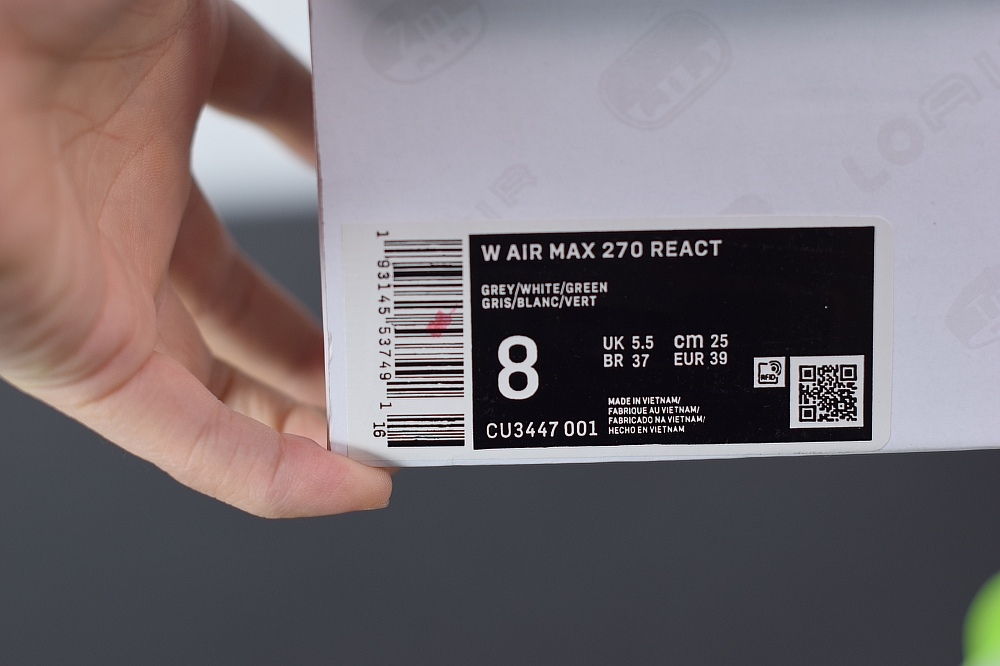 W AIR MAX 270 REACT
GREY/WHITE/GREEN
GRIS/BLANC/VERT
8
UK 5.5 cm 25
BR 37 EUR 39
RFID
CU3447 001
MADE IN VIETNAM/
FABRIQUE AU VIETNAM/
FABRICADO NA VIETNAM/
HECHO EN VIETNAM
1 93145 53749 1 16